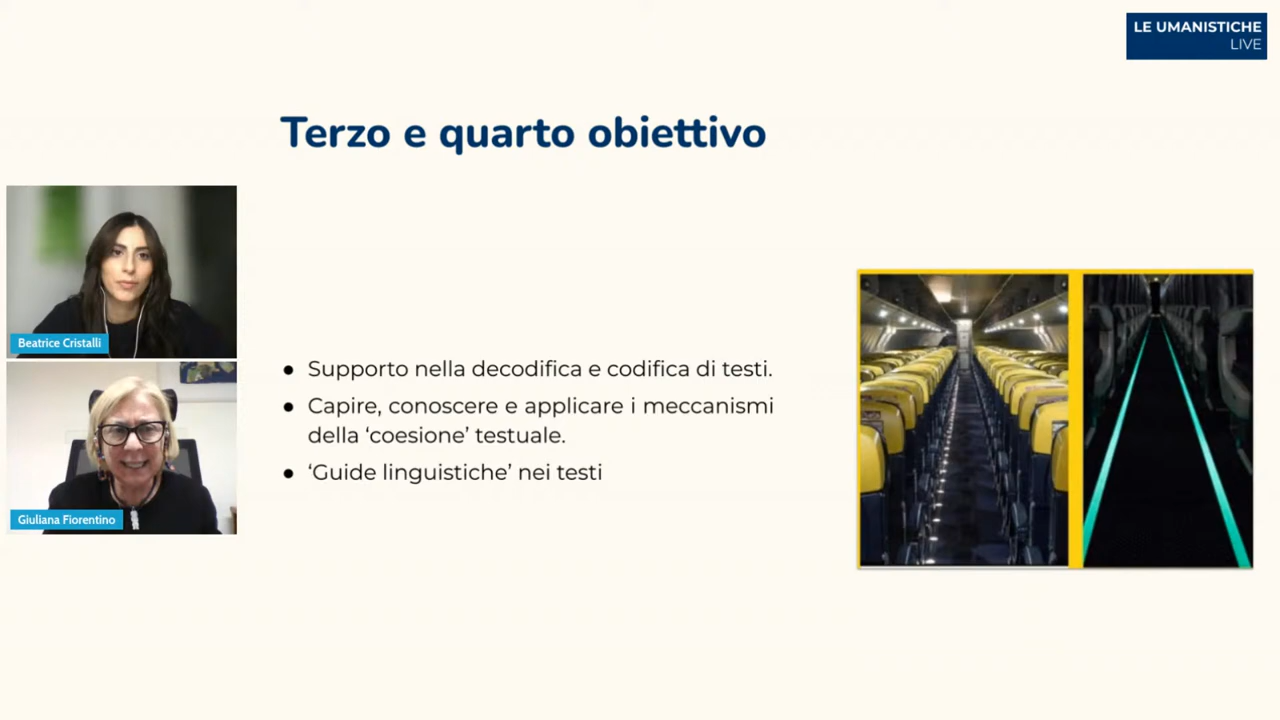 LE UMANISTICHE
LIVE
Terzo e quarto obiettivo
Beatrice Cristalli
Giuliana Fiorentino
● Supporto nella decodifica e codifica di testi.
● Capire, conoscere e applicare i meccanismi
della ‘coesione’ testuale.
● ‘Guide linguistiche’ nei testi